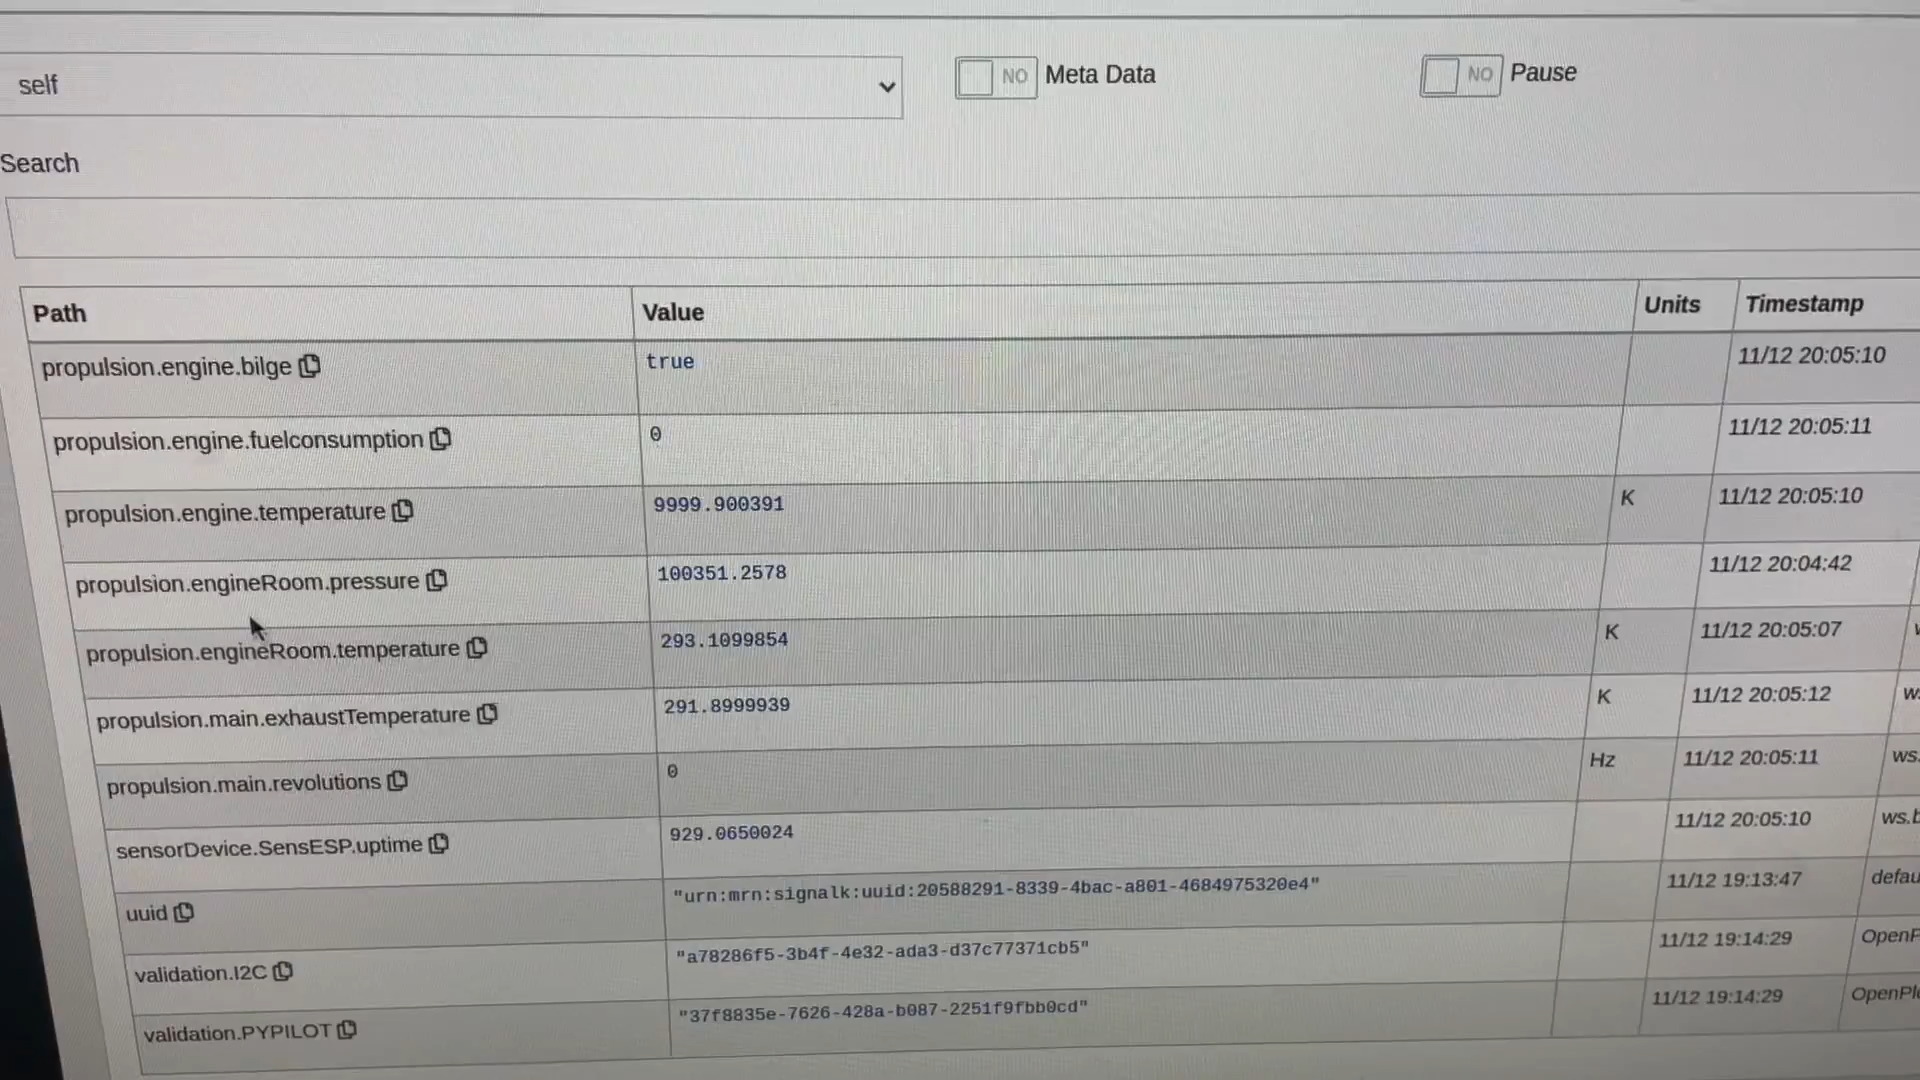 self
NO Meta Data
NO Pause
Search
Path Value Units Timestamp
propulsion.engine.bilge true 11/12 20:05:10
propulsion.engine.fuelconsumption 0 11/12 20:05:11
propulsion.engine.temperature 9999.900391 K 11/12 20:05:10
propulsion.engineRoom.pressure 100351.2578 11/12 20:04:42
propulsion.engineRoom.temperature 293.1099854 K 11/12 20:05:07
propulsion.main.exhaustTemperature 291.8999939 K 11/12 20:05:12
propulsion.main.revolutions 0 Hz 11/12 20:05:11 ws.
sensorDevice.SensESP.uptime 929.0650024 11/12 20:05:10 ws.b
uuid "urn:mrn:signalk:uuid:20588291-8339-4bac-a801-4684975320e4" 11/12 19:13:47 defau
validation.I2C "a78286f5-3b4f-4e32-ada3-d37c77371cb5" 11/12 19:14:29 OpenP
validation.PYPILOT "37f8835e-7626-428a-b087-2251f9fbb0cd" 11/12 19:14:29 OpenPl